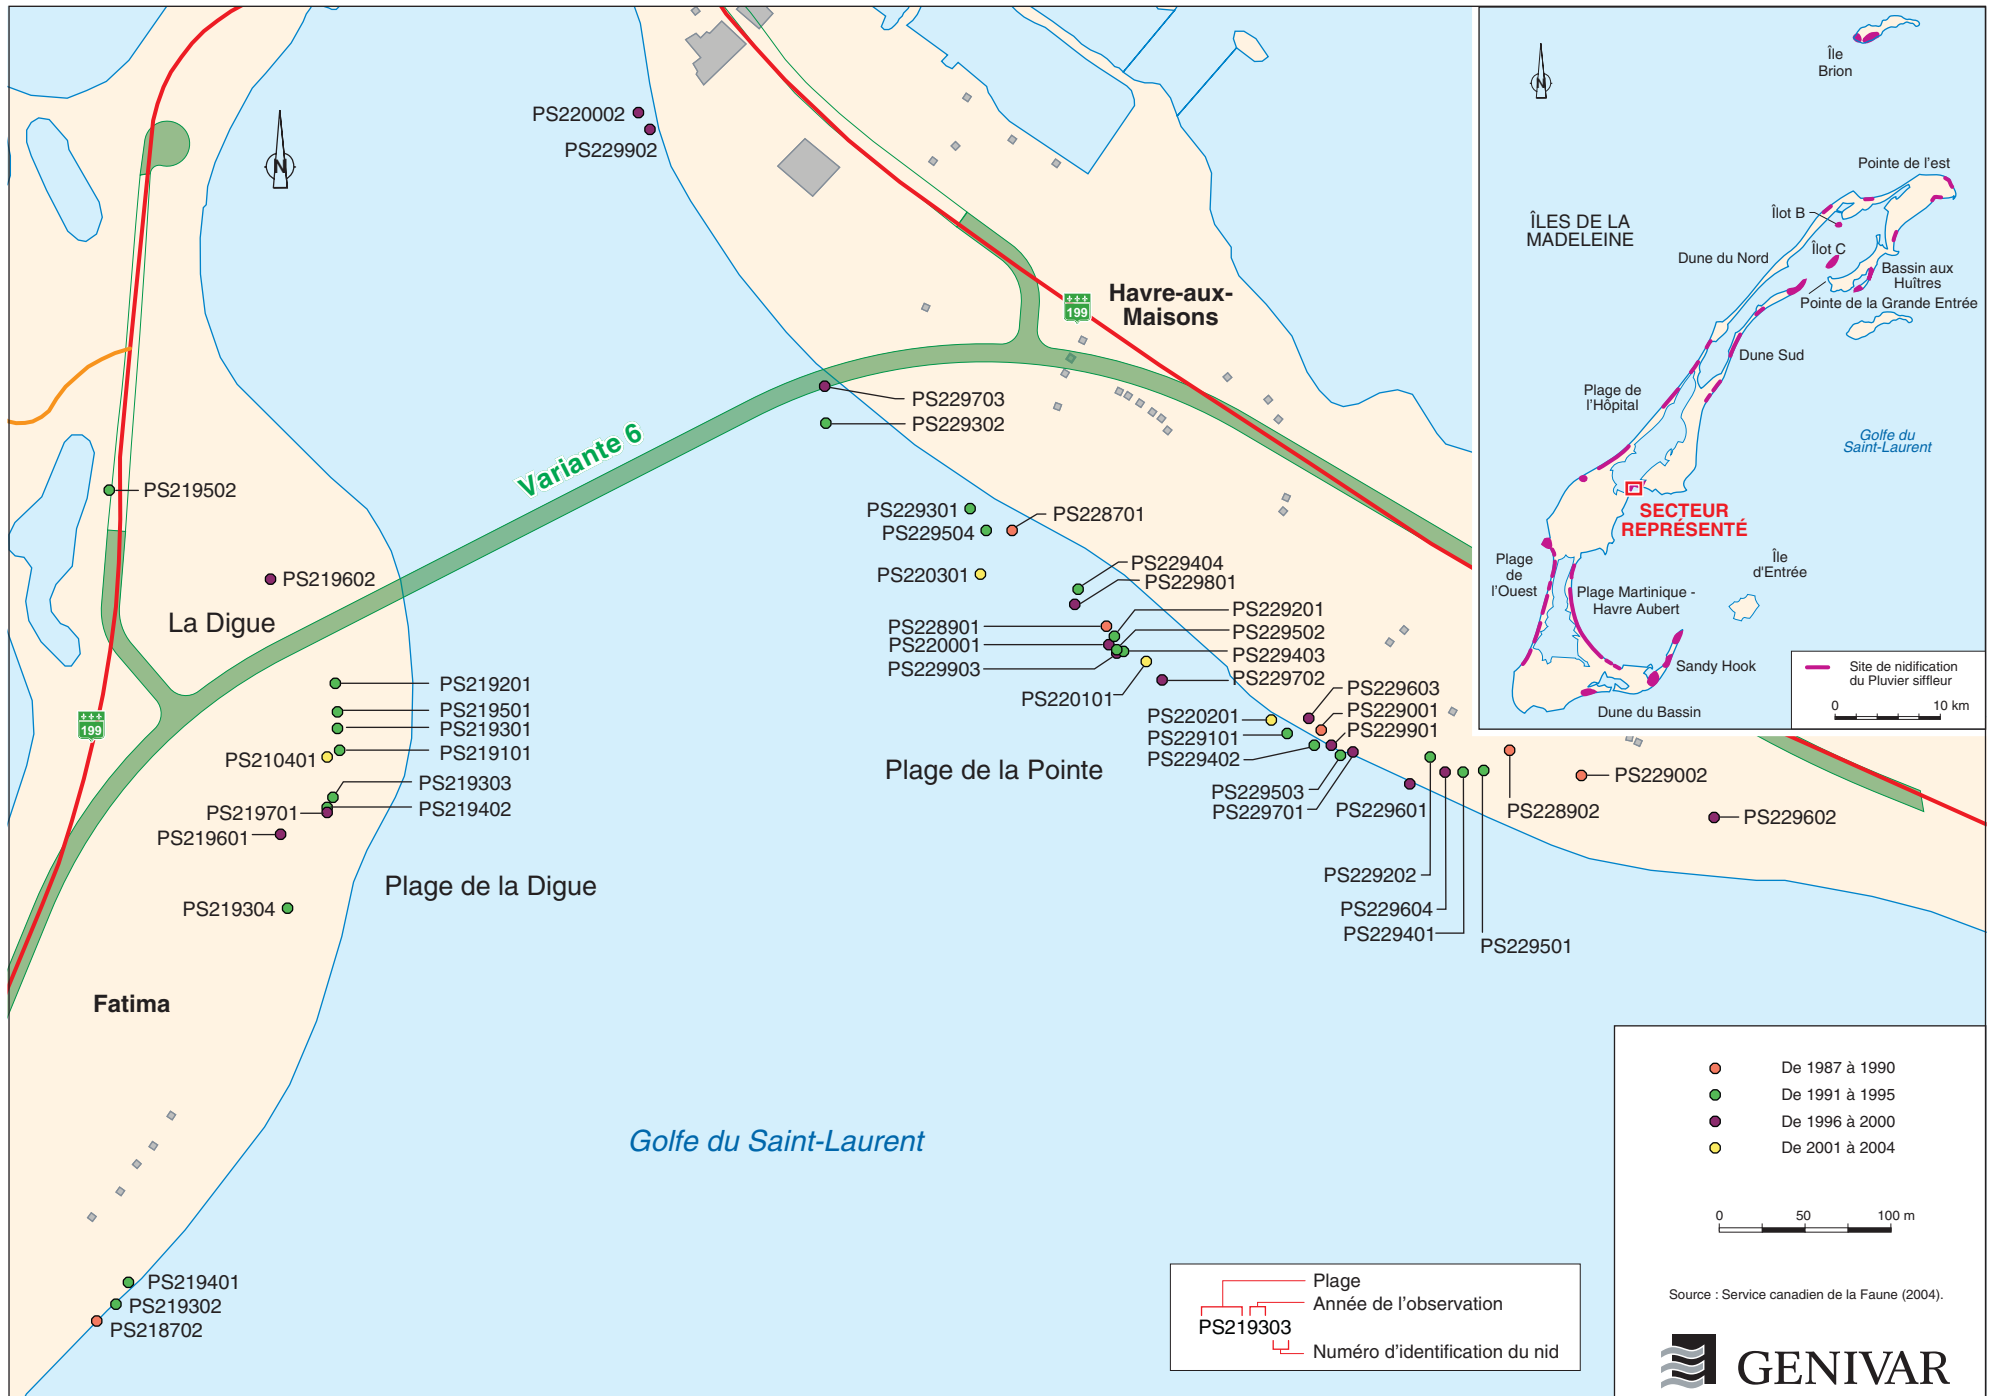 PS220002
PS229902
N
Havre-aux-
Maisons
199
PS229703
PS229302
Variante 6
PS219502
PS219602
La Digue
PS229301
PS228701
PS229504
PS220301
PS229404
PS229801
PS228901
PS220001
PS229903
PS229201
PS229502
PS229403
PS229702
PS220101
PS219201
PS219501
PS219301
PS219101
PS210401
PS219303
PS219402
PS219701
PS219601
PS219304
199
Plage de la Pointe
PS229603
PS229001
PS229901
PS220201
PS229101
PS229402
PS229503
PS229701
PS229601
PS228902
PS229002
PS229602
PS229202
PS229604
PS229401
PS229501
Plage de la Digue
Fatima
Golfe du Saint-Laurent
PS219401
PS219302
PS218702
N
Île
Brion
Pointe de l'est
ÎLES DE LA
MADELEINE
Îlot B
Îlot C
Dune du Nord
Bassin aux
Huîtres
Pointe de la Grande Entrée
Dune Sud
Plage de
l'Hôpital
Golfe du
Saint-Laurent
SECTEUR
REPRÉSENTÉ
Plage
de
l'Ouest
Île
d'Entrée
Plage Martinique -
Havre Aubert
Sandy Hook
Dune du Bassin
Site de nidification
du Pluvier siffleur
0 10 km
De 1987 à 1990
De 1991 à 1995
De 1996 à 2000
De 2001 à 2004
0 50 100 m
Source : Service canadien de la Faune (2004).
GENIVAR
Plage
Année de l'observation
PS219303
Numéro d'identification du nid